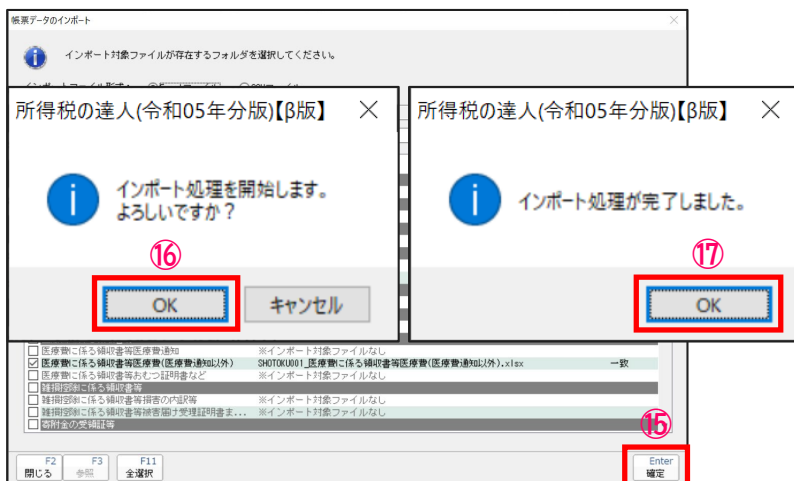 帳票データのインポート
インポート対象ファイルが存在するフォルダを選択してください。
所得税の達人(令和05年分版)【β版】
インポート処理を開始します。
よろしいですか？
⑯
OK
キャンセル
所得税の達人(令和05年分版)【β版】
インポート処理が完了しました。
⑰
OK
医療費に係る領収書等医療費通知 ※インポート対象ファイルなし
医療費に係る領収書等医療費(医療費通知以外) SHOTOKU001_医療費に係る領収書等医療費(医療費通知以外).xlsx 一致
医療費に係る領収書等おむつ証明書など ※インポート対象ファイルなし
雑損控除に係る領収書等
雑損控除に係る領収書等損害の内訳等 ※インポート対象ファイルなし
雑損控除に係る領収書等被害届け受理証明書ま... ※インポート対象ファイルなし
寄附金の受領証等
⑮
F2 F3 F11 Enter
閉じる 参照 全選択 確定